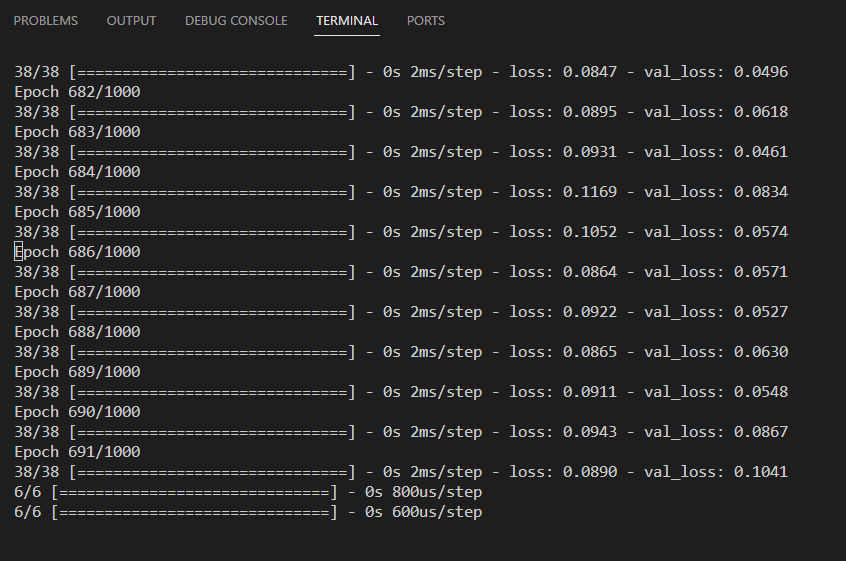 PROBLEMS OUTPUT DEBUG CONSOLE TERMINAL PORTS
38/38 [==============================] - 0s 2ms/step - loss: 0.0847 - val_loss: 0.0496
Epoch 682/1000
38/38 [==============================] - 0s 2ms/step - loss: 0.0895 - val_loss: 0.0618
Epoch 683/1000
38/38 [==============================] - 0s 2ms/step - loss: 0.0931 - val_loss: 0.0461
Epoch 684/1000
38/38 [==============================] - 0s 2ms/step - loss: 0.1169 - val_loss: 0.0834
Epoch 685/1000
38/38 [==============================] - 0s 2ms/step - loss: 0.1052 - val_loss: 0.0574
Epoch 686/1000
38/38 [==============================] - 0s 2ms/step - loss: 0.0864 - val_loss: 0.0571
Epoch 687/1000
38/38 [==============================] - 0s 2ms/step - loss: 0.0922 - val_loss: 0.0527
Epoch 688/1000
38/38 [==============================] - 0s 2ms/step - loss: 0.0865 - val_loss: 0.0630
Epoch 689/1000
38/38 [==============================] - 0s 2ms/step - loss: 0.0911 - val_loss: 0.0548
Epoch 690/1000
38/38 [==============================] - 0s 2ms/step - loss: 0.0943 - val_loss: 0.0867
Epoch 691/1000
38/38 [==============================] - 0s 2ms/step - loss: 0.0890 - val_loss: 0.1041
6/6 [==============================] - 0s 800us/step
6/6 [==============================] - 0s 600us/step